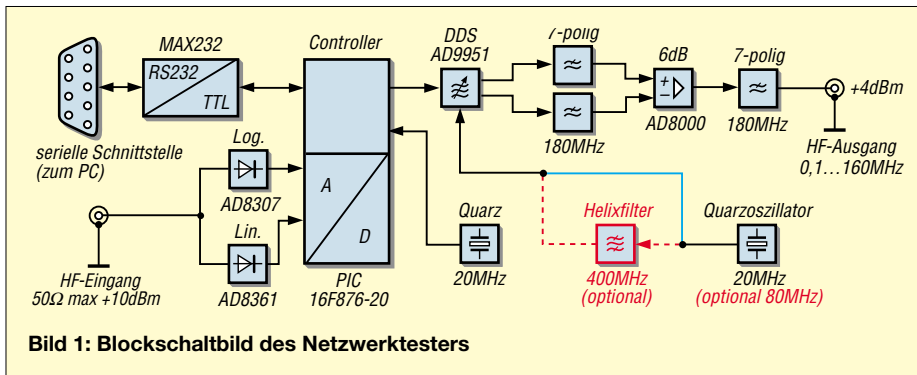 MAX232
RS232
TTL
serielle Schnittstelle
(zum PC)
Log.
AD8307
Lin.
AD8361
HF-Eingang
50Ω max +10dBm
Controller
A
D
PIC
16F876-20
Quarz
20MHz
DDS
AD9951
7-polig
180MHz
6dB
+
−
AD8000
7-polig
180MHz
+4dBm
HF-Ausgang
0,1...160MHz
Helixfilter
400MHz
(optional)
Quarzoszillator
20MHz
(optional 80MHz)
Bild 1: Blockschaltbild des Netzwerktesters